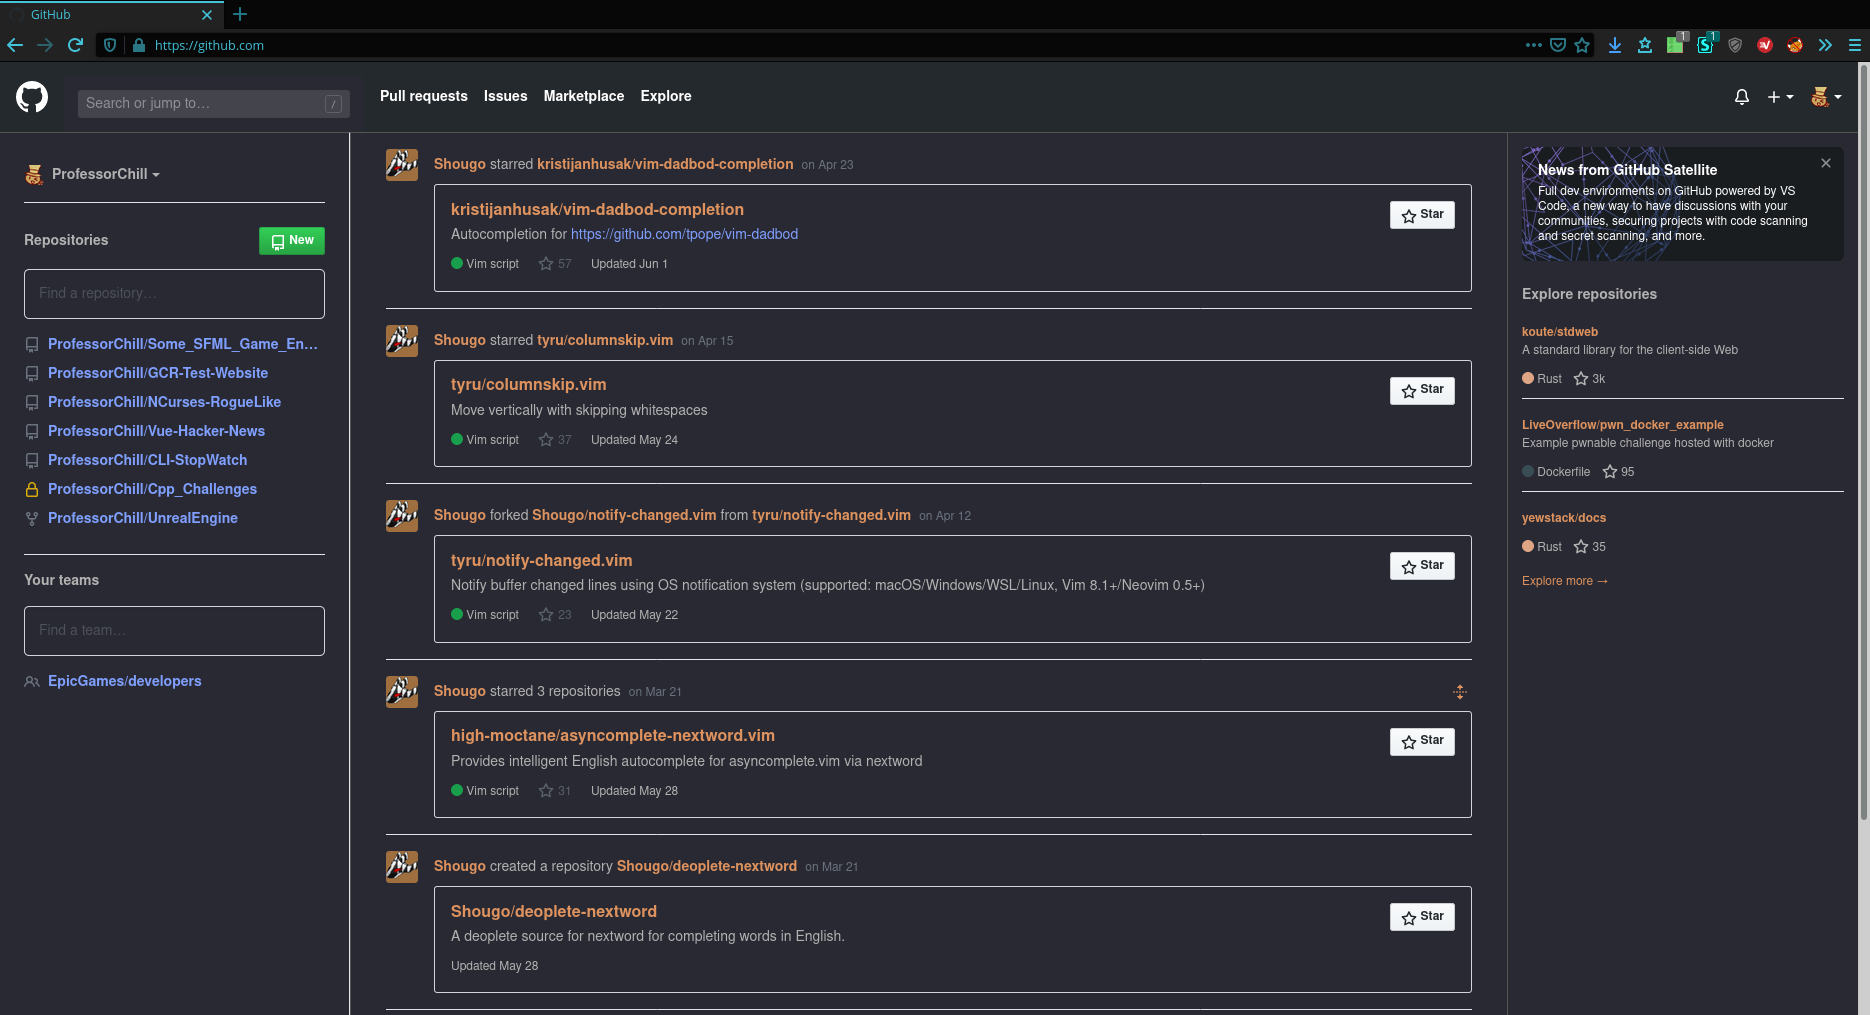 GitHub
https://github.com
1
1
Search or jump to…
/
Pull requests
Issues
Marketplace
Explore
ProfessorChill
Repositories
New
Find a repository…
ProfessorChill/Some_SFML_Game_En…
ProfessorChill/GCR-Test-Website
ProfessorChill/NCurses-RogueLike
ProfessorChill/Vue-Hacker-News
ProfessorChill/CLI-StopWatch
ProfessorChill/Cpp_Challenges
ProfessorChill/UnrealEngine
Your teams
Find a team…
EpicGames/developers
Shougo starred kristijanhusak/vim-dadbod-completion on Apr 23
kristijanhusak/vim-dadbod-completion
Star
Autocompletion for https://github.com/tpope/vim-dadbod
Vim script 57 Updated Jun 1
Shougo starred tyru/columnskip.vim on Apr 15
tyru/columnskip.vim
Star
Move vertically with skipping whitespaces
Vim script 37 Updated May 24
Shougo forked Shougo/notify-changed.vim from tyru/notify-changed.vim on Apr 12
tyru/notify-changed.vim
Star
Notify buffer changed lines using OS notification system (supported: macOS/Windows/WSL/Linux, Vim 8.1+/Neovim 0.5+)
Vim script 23 Updated May 22
Shougo starred 3 repositories on Mar 21
high-moctane/asyncomplete-nextword.vim
Star
Provides intelligent English autocomplete for asyncomplete.vim via nextword
Vim script 31 Updated May 28
Shougo created a repository Shougo/deoplete-nextword on Mar 21
Shougo/deoplete-nextword
Star
A deoplete source for nextword for completing words in English.
Updated May 28
News from GitHub Satellite
Full dev environments on GitHub powered by VS
Code, a new way to have discussions with your
communities, securing projects with code scanning
and secret scanning, and more.
Explore repositories
koute/stdweb
A standard library for the client-side Web
Rust 3k
LiveOverflow/pwn_docker_example
Example pwnable challenge hosted with docker
Dockerfile 95
yewstack/docs
Rust 35
Explore more →